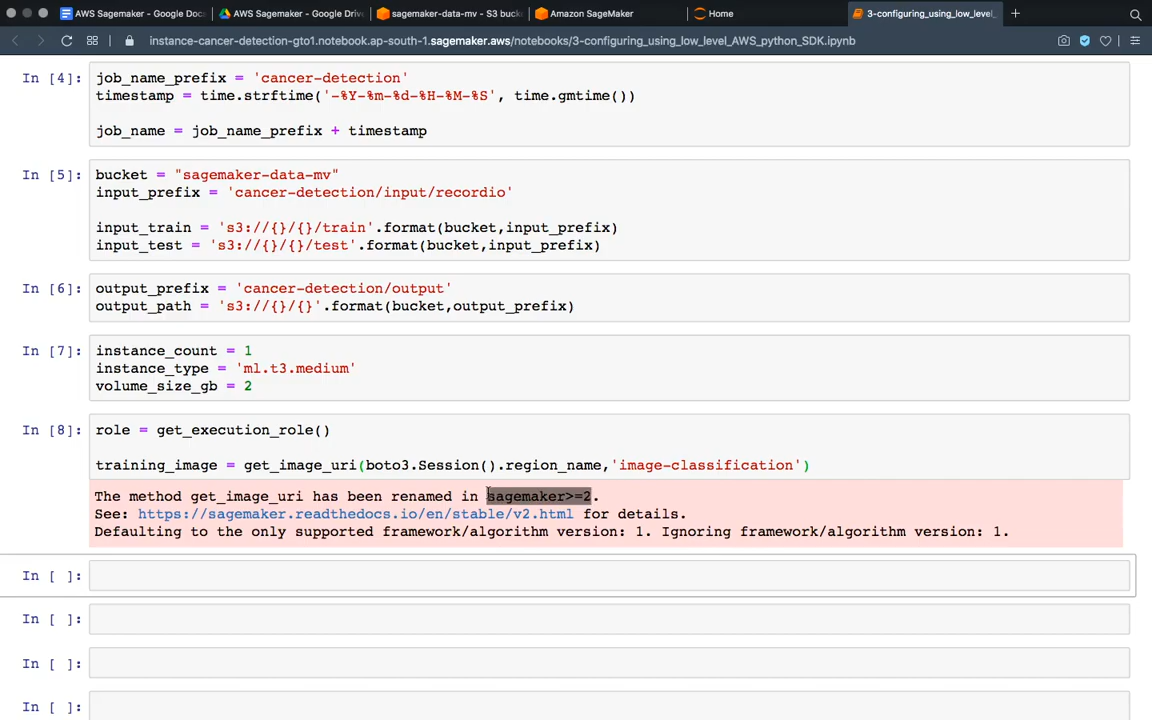 AWS Sagemaker - Google Docs
AWS Sagemaker - Google Drive
sagemaker-data-mv - S3 buck
Amazon SageMaker
Home
3-configuring_using_low_level_
instance-cancer-detection-gto1.notebook.ap-south-1.sagemaker.aws/notebooks/3-configuring_using_low_level_AWS_python_SDK.ipynb
In [4]: job_name_prefix = 'cancer-detection'
timestamp = time.strftime('-%Y-%m-%d-%H-%M-%S', time.gmtime())
job_name = job_name_prefix + timestamp
In [5]: bucket = "sagemaker-data-mv"
input_prefix = 'cancer-detection/input/recordio'
input_train = 's3://{}/{}/train'.format(bucket,input_prefix)
input_test = 's3://{}/{}/test'.format(bucket,input_prefix)
In [6]: output_prefix = 'cancer-detection/output'
output_path = 's3://{}/{}'.format(bucket,output_prefix)
In [7]: instance_count = 1
instance_type = 'ml.t3.medium'
volume_size_gb = 2
In [8]: role = get_execution_role()
training_image = get_image_uri(boto3.Session().region_name,'image-classification')
The method get_image_uri has been renamed in sagemaker>=2.
See: https://sagemaker.readthedocs.io/en/stable/v2.html for details.
Defaulting to the only supported framework/algorithm version: 1. Ignoring framework/algorithm version: 1.
In [ ]:
In [ ]:
In [ ]:
In [ ]: